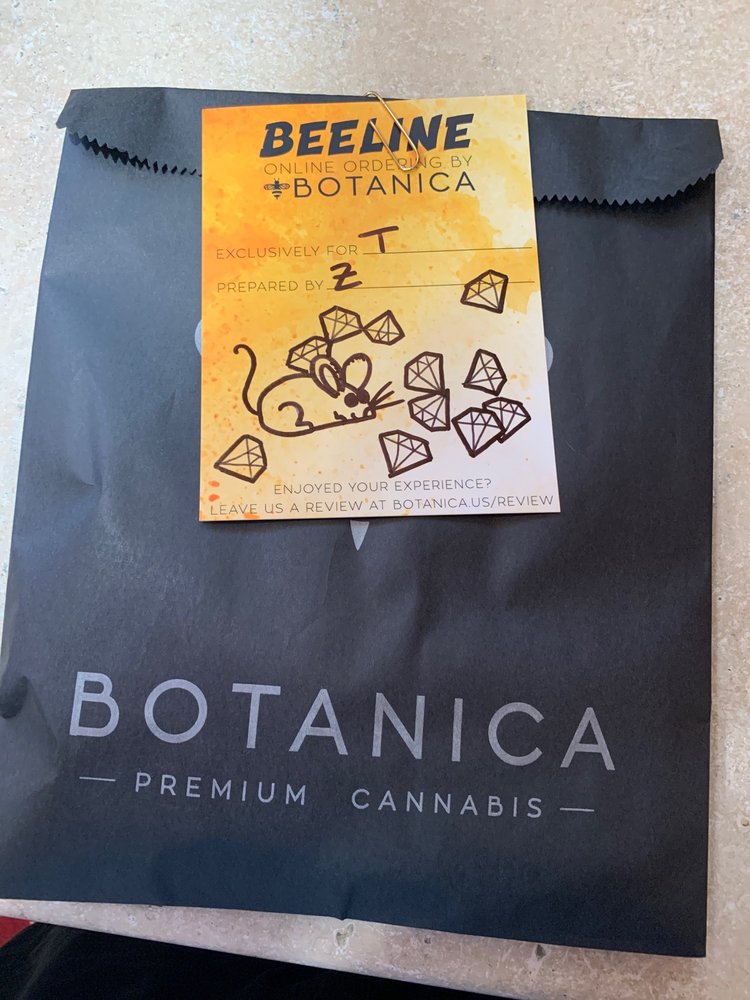 BEELINE
ONLINE ORDERING BY
BOTANICA
EXCLUSIVELY FOR T
PREPARED BY Z
ENJOYED YOUR EXPERIENCE?
LEAVE US A REVIEW AT BOTANICA.US/REVIEW
BOTANICA
— PREMIUM CANNABIS —